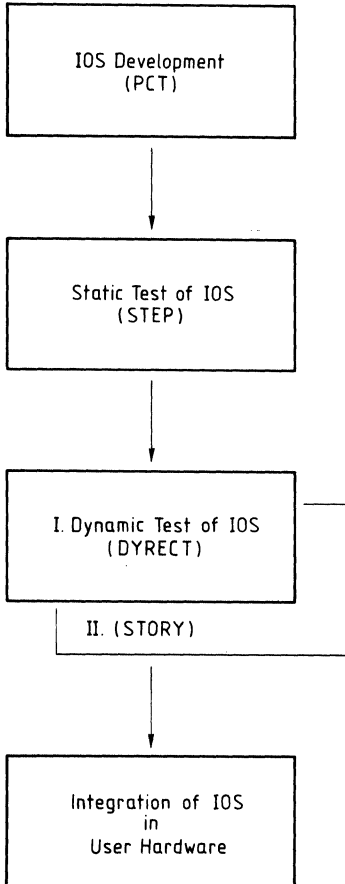 IOS Development
(PCT)
Static Test of IOS
(STEP)
I. Dynamic Test of IOS
(DYRECT)
II. (STORY)
Integration of IOS
in
User Hardware